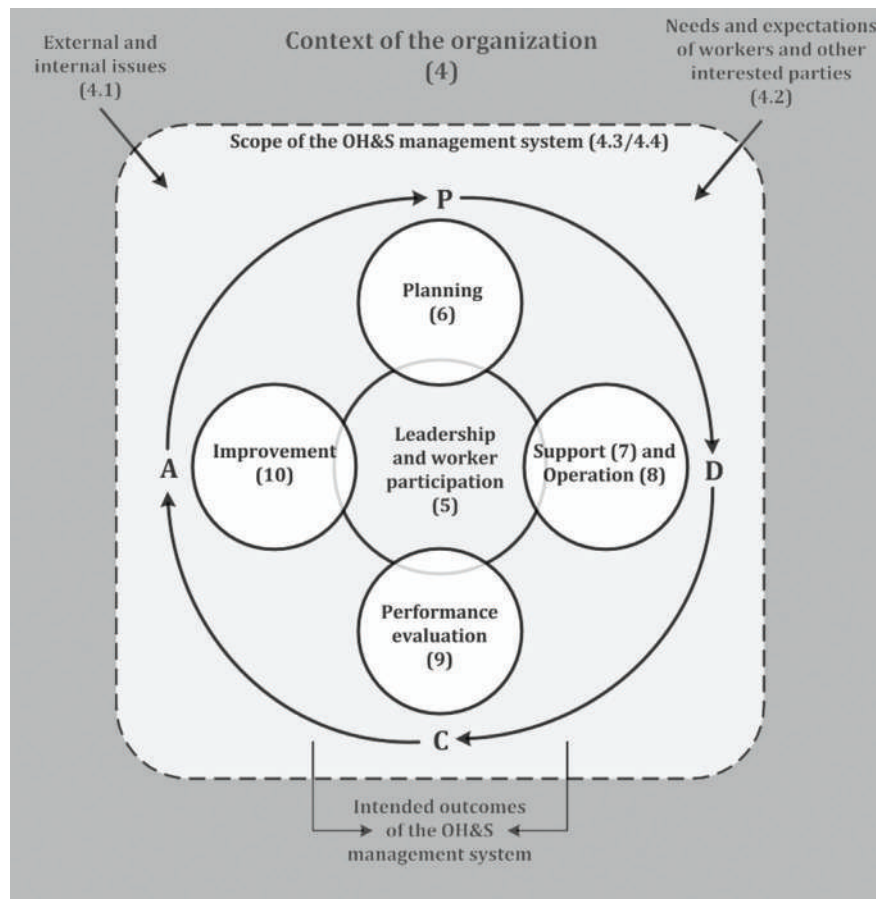 External and
internal issues
(4.1)
Context of the organization
(4)
Needs and expectations
of workers and other
interested parties
(4.2)
Scope of the OH&S management system (4.3/4.4)
P
Planning
(6)
A
Improvement
(10)
Leadership
and worker
participation
(5)
Support (7) and
Operation (8)
D
Performance
evaluation
(9)
C
Intended outcomes
of the OH&S
management system